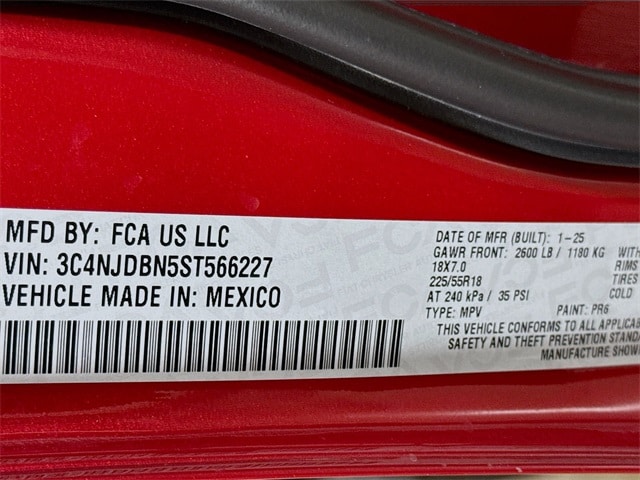 MFD BY: FCA US LLC
VIN: 3C4NJDBN5ST566227
VEHICLE MADE IN: MEXICO
DATE OF MFR (BUILT): 1-25
GAWR FRONT: 2600 LB / 1180 KG WITH
18X7.0 RIMS
225/55R18 TIRES
AT 240 kPa / 35 PSI COLD
TYPE: MPV PAINT: PR6
THIS VEHICLE CONFORMS TO ALL APPLICA
SAFETY AND THEFT PREVENTION STANDA
MANUFACTURE SHOWN